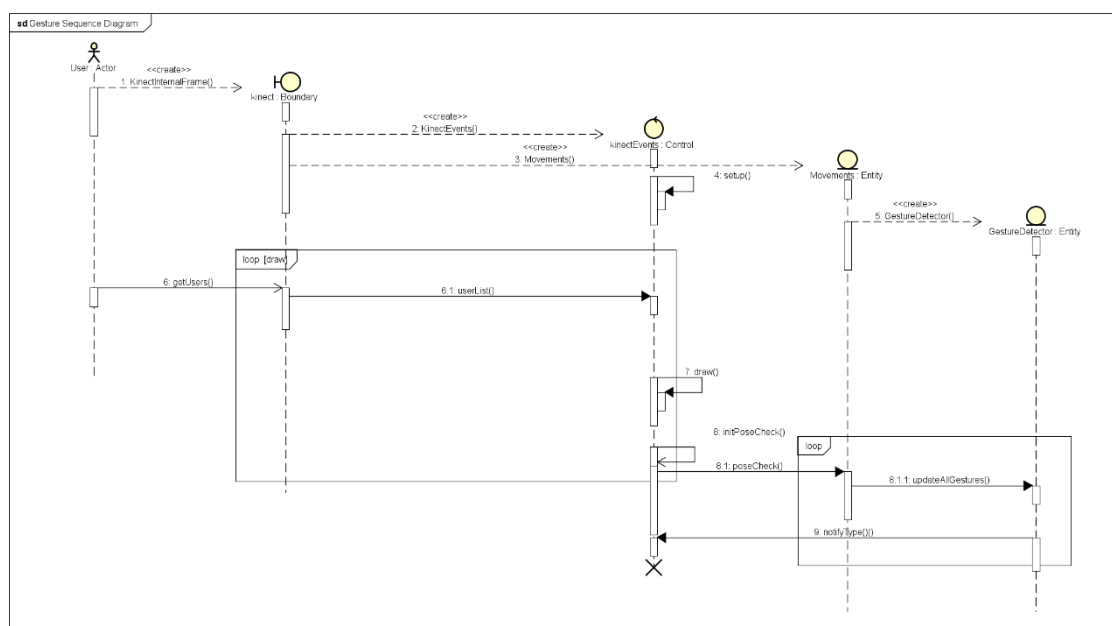 sd Gesture Sequence Diagram
User : Actor
<<create>>
1: KinectInternalFrame()
kinect : Boundary
<<create>>
2: KinectEvents()
kinectEvents : Control
<<create>>
3: Movements()
Movements : Entity
4: setup()
<<create>>
5: GestureDetector()
GestureDetector : Entity
loop [draw]
6: getUsers()
6.1: userList()
7: draw()
8: initPoseCheck()
loop
8.1: poseCheck()
8.1.1: updateAllGestures()
9: notifyType()()